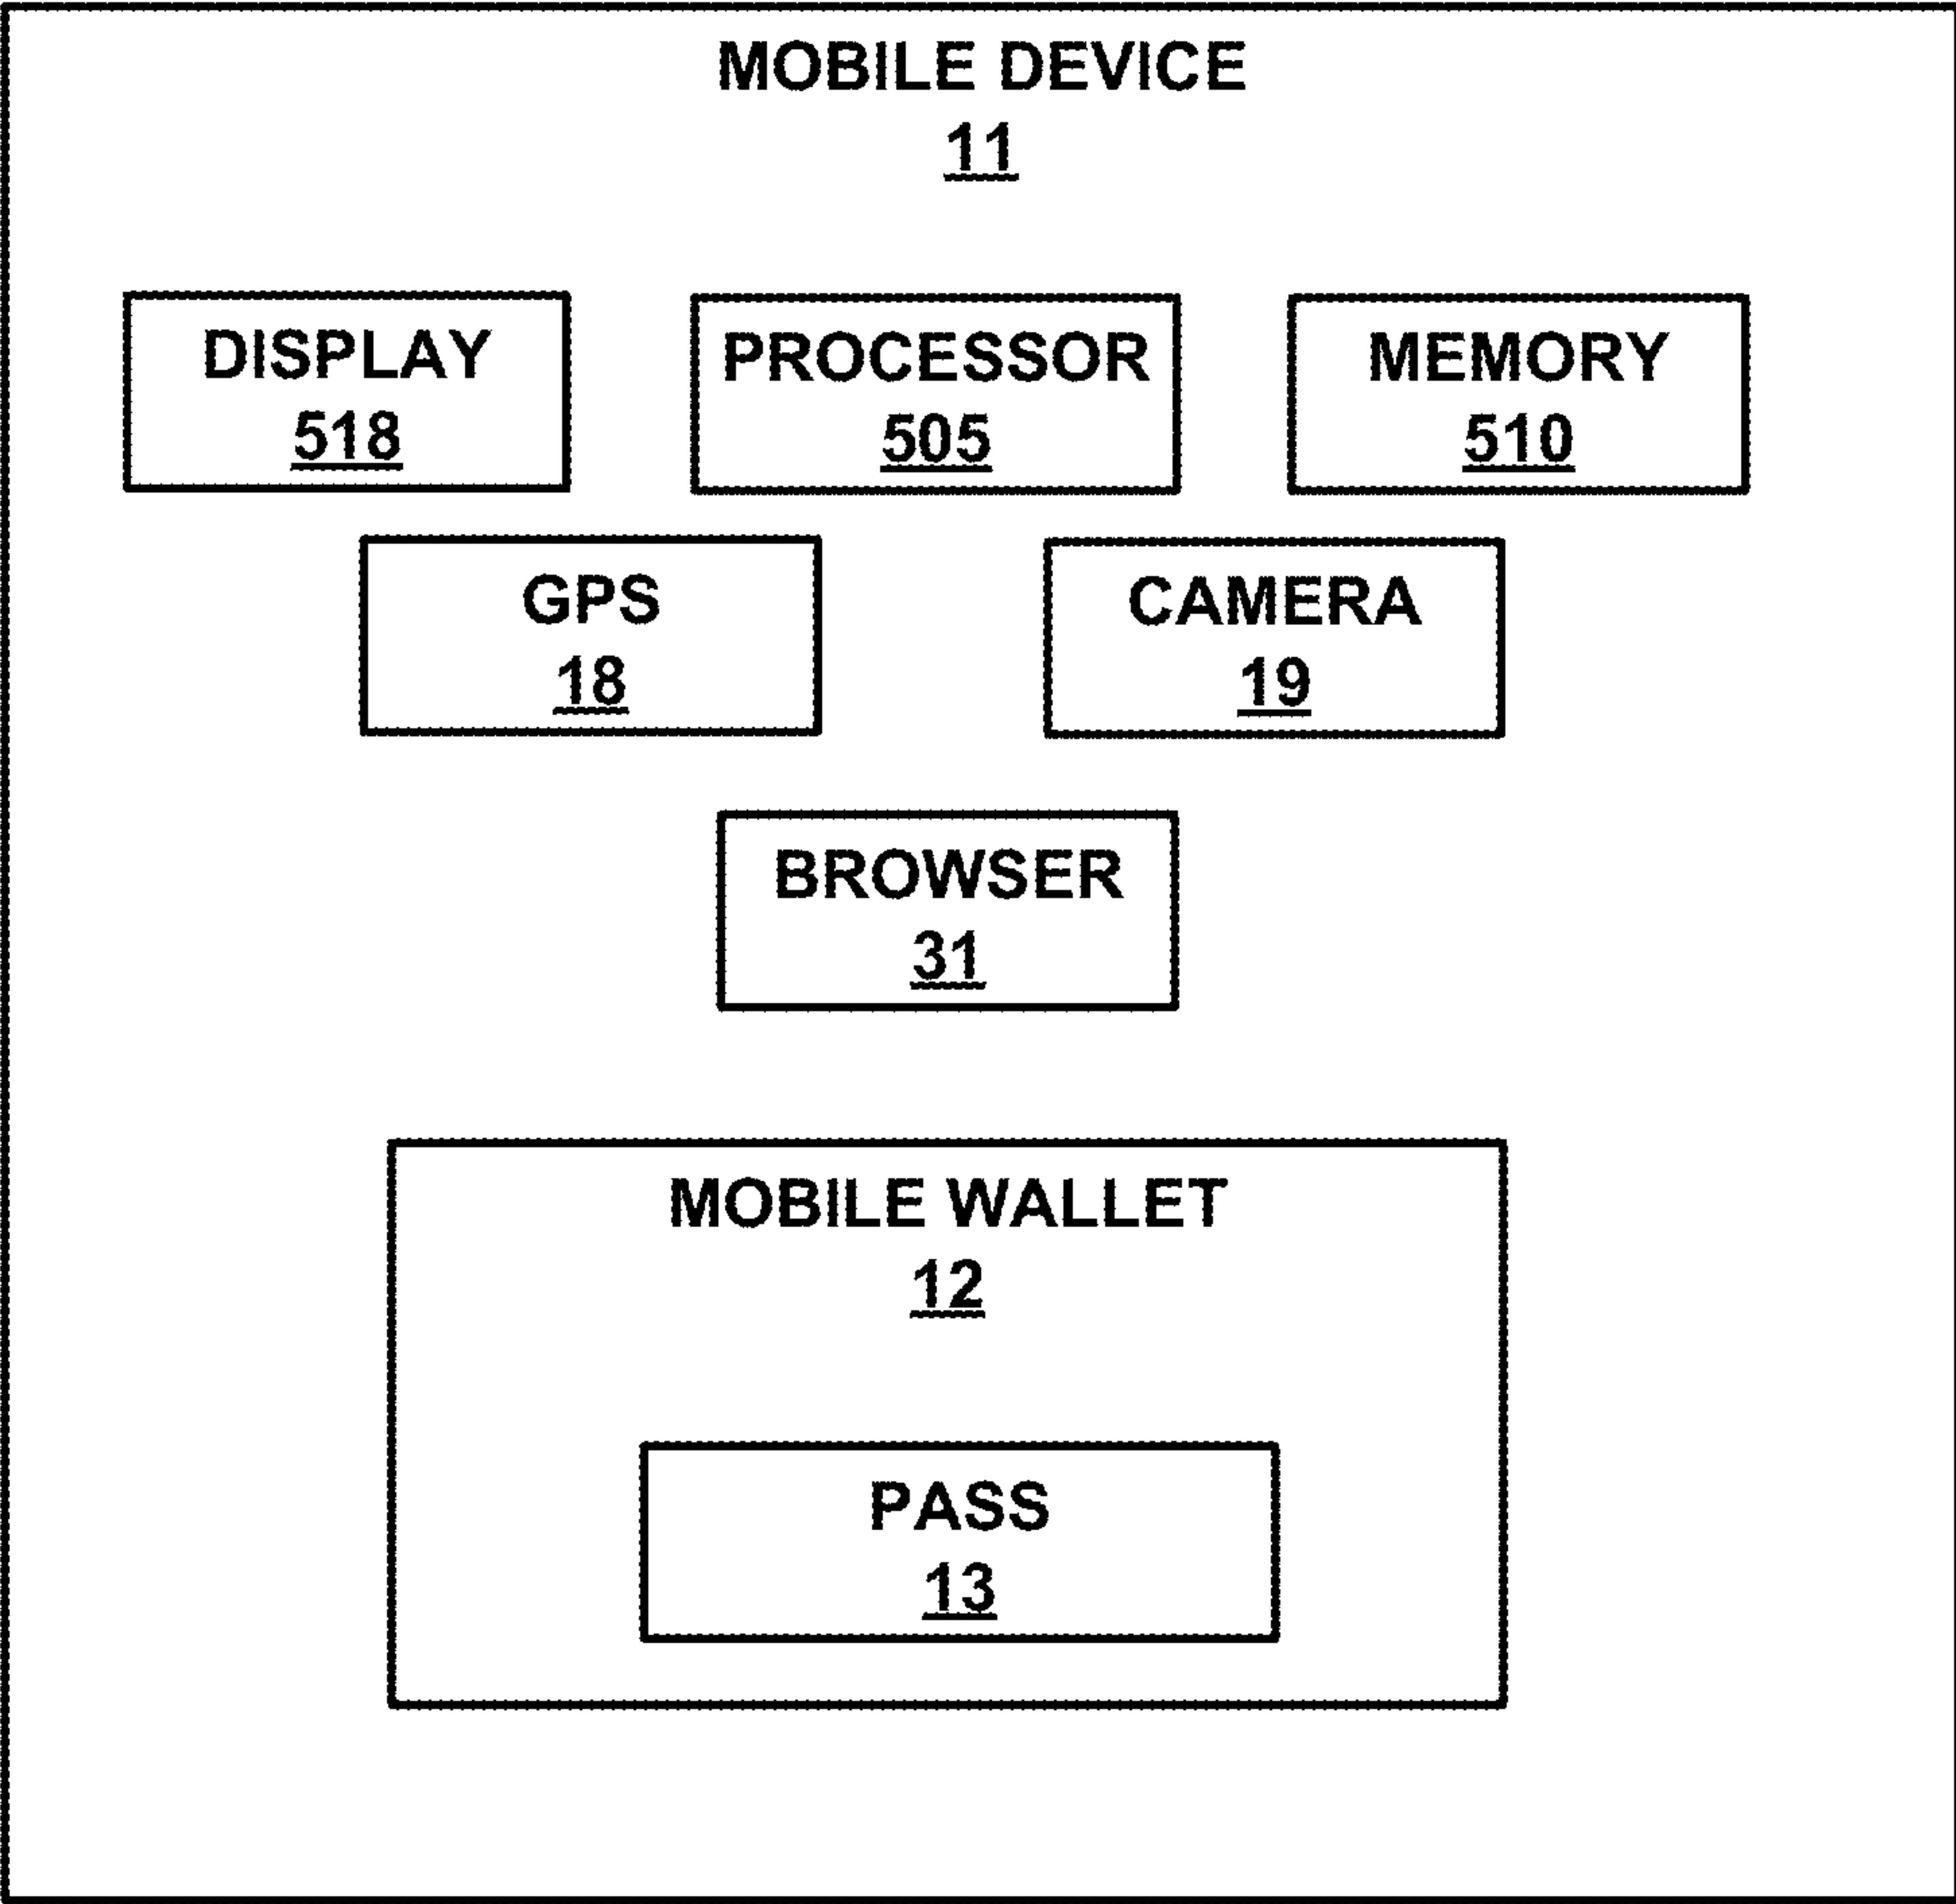 MOBILE DEVICE
11
DISPLAY
518
PROCESSOR
505
MEMORY
510
GPS
18
CAMERA
19
BROWSER
31
MOBILE WALLET
12
PASS
13